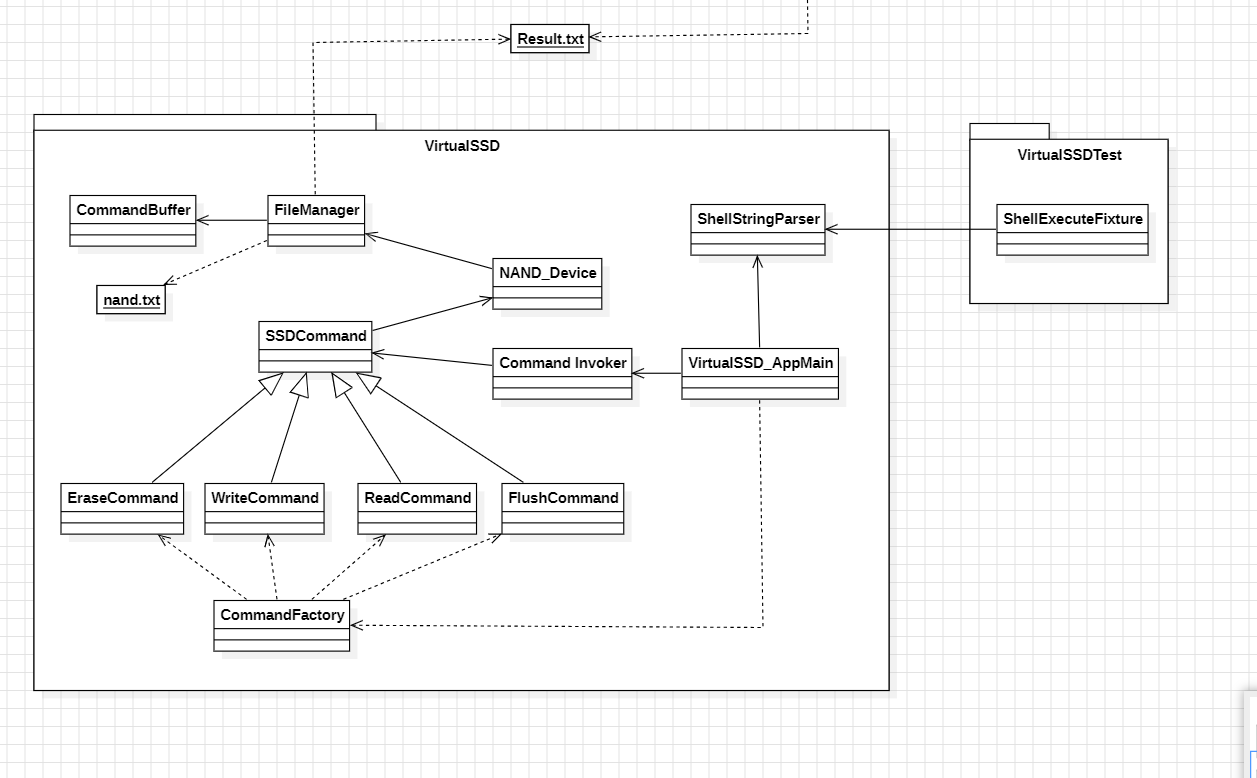 Result.txt
VirtualSSD
VirtualSSDTest
CommandBuffer
FileManager
ShellStringParser
ShellExecuteFixture
NAND_Device
nand.txt
SSDCommand
Command Invoker
VirtualSSD_AppMain
EraseCommand
WriteCommand
ReadCommand
FlushCommand
CommandFactory